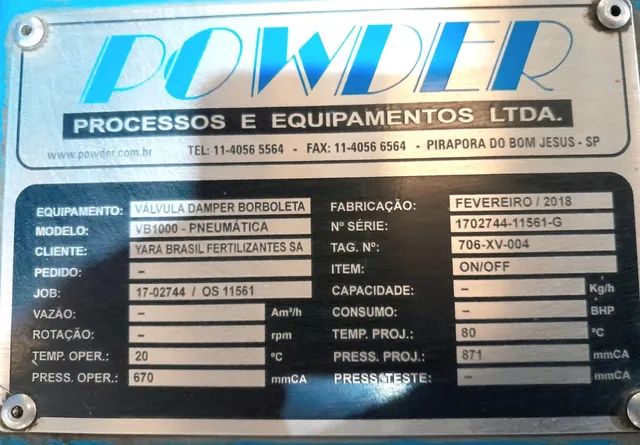 POWDER
PROCESSOS E EQUIPAMENTOS LTDA.
www.powder.com.br TEL: 11-4056 5564 - FAX: 11-4056 6564 - PIRAPORA DO BOM JESUS - SP
EQUIPAMENTO: VÁLVULA DAMPER BORBOLETA FABRICAÇÃO: FEVEREIRO / 2018
MODELO: VB1000 - PNEUMÁTICA Nº SÉRIE: 1702744-11561-G
CLIENTE: YARA BRASIL FERTILIZANTES SA TAG. Nº: 706-XV-004
PEDIDO: - ITEM: ON/OFF
JOB: 17-02744 / OS 11561 CAPACIDADE: - Kg/h
VAZÃO: - Am³/h CONSUMO: - BHP
ROTAÇÃO: - rpm TEMP. PROJ.: 80 ºC
TEMP. OPER.: 20 ºC PRESS. PROJ.: 871 mmCA
PRESS. OPER.: 670 mmCA PRESS. TESTE: - mmCA